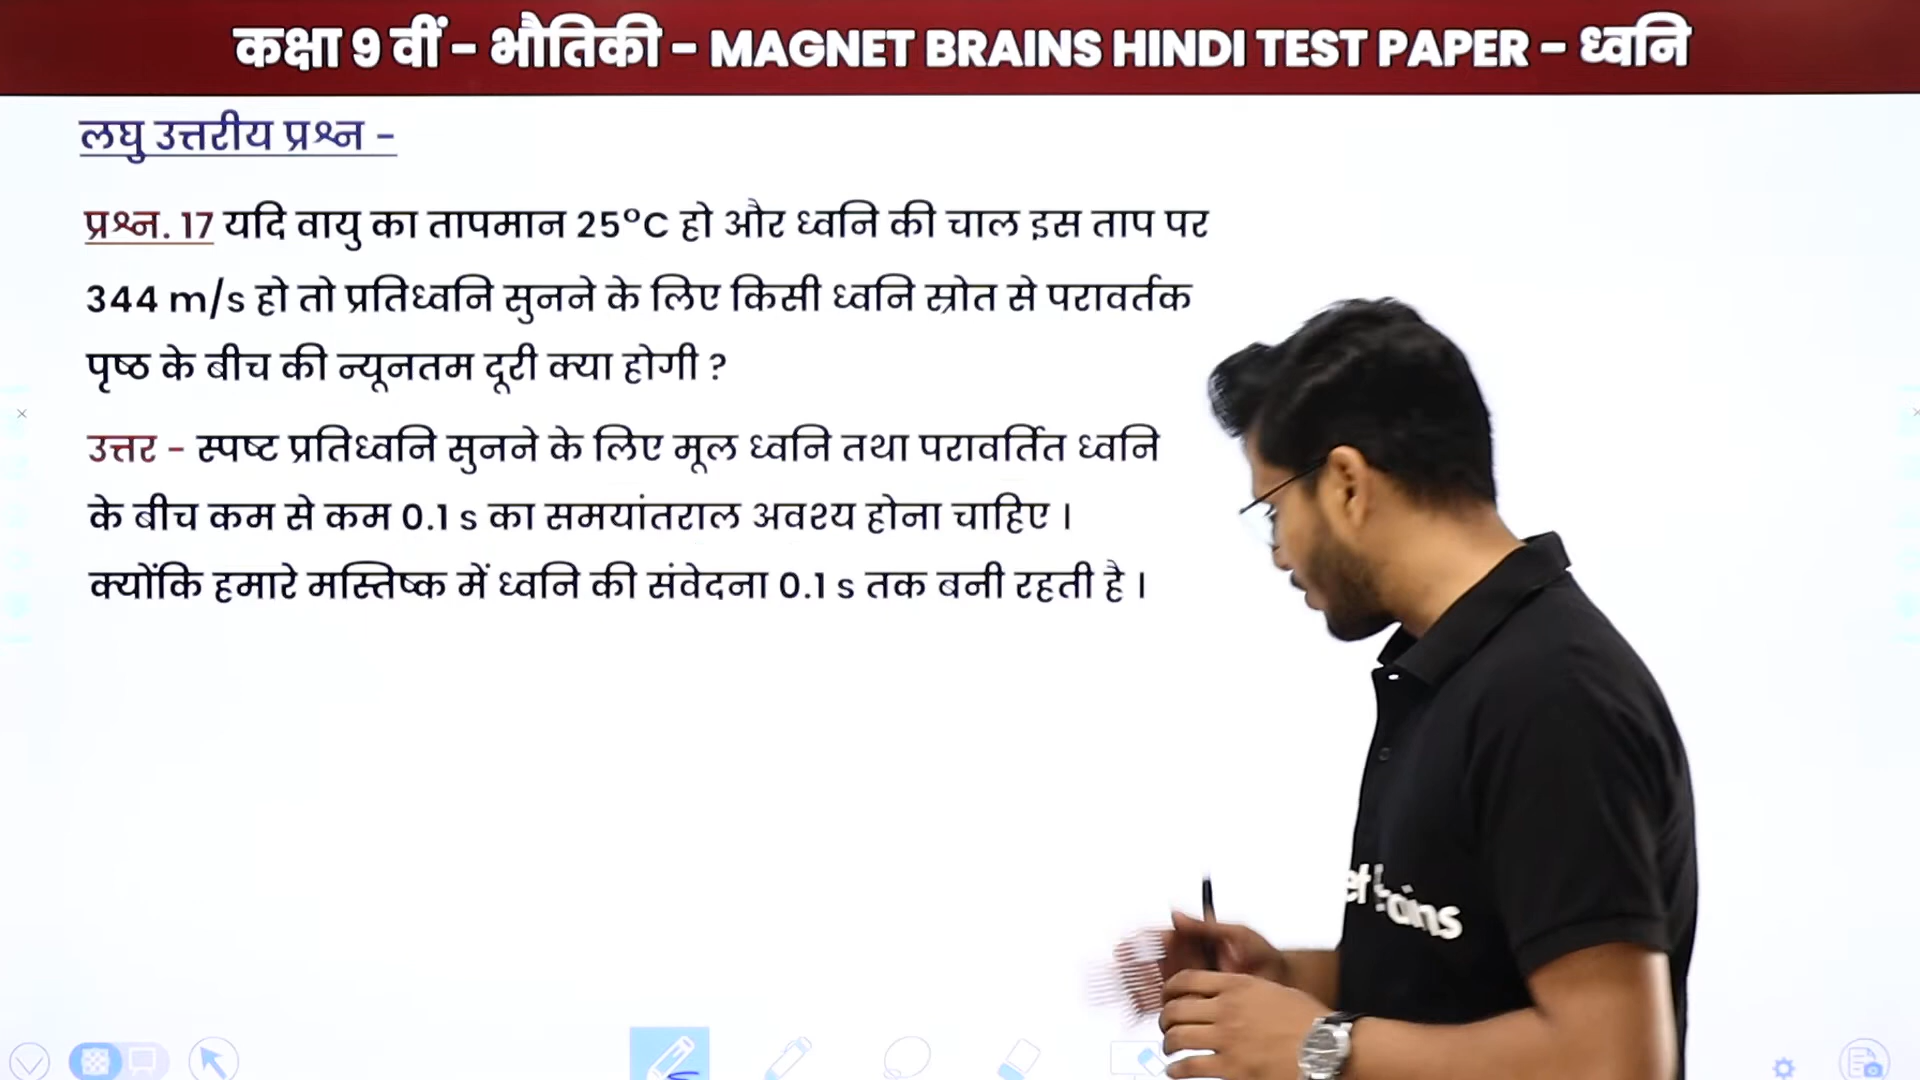 कक्षा 9 वीं - भौतिकी - MAGNET BRAINS HINDI TEST PAPER - ध्वनि
लघु उत्तरीय प्रश्न -
प्रश्न. 17 यदि वायु का तापमान 25°C हो और ध्वनि की चाल इस ताप पर
344 m/s हो तो प्रतिध्वनि सुनने के लिए किसी ध्वनि स्रोत से परावर्तक
पृष्ठ के बीच की न्यूनतम दूरी क्या होगी ?
उत्तर - स्पष्ट प्रतिध्वनि सुनने के लिए मूल ध्वनि तथा परावर्तित ध्वनि
के बीच कम से कम 0.1 s का समयांतराल अवश्य होना चाहिए ।
क्योंकि हमारे मस्तिष्क में ध्वनि की संवेदना 0.1 s तक बनी रहती है ।